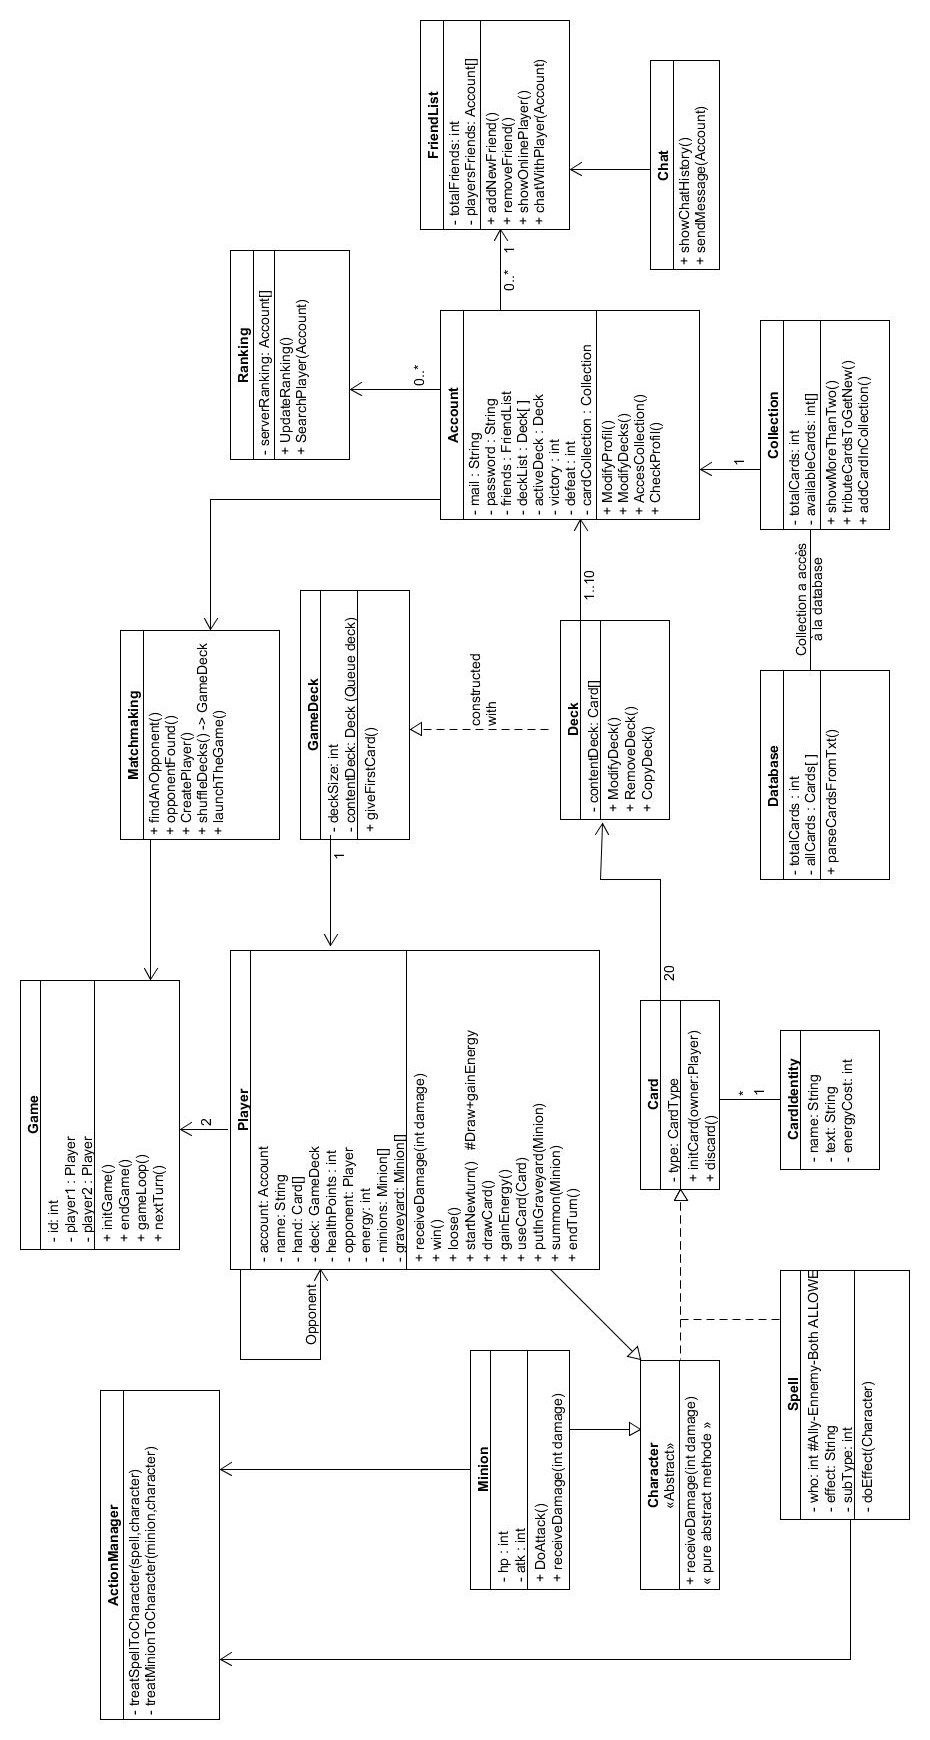 ActionManager
- treatSpellToCharacter(spell,character)
- treatMinionToCharacter(minion,character)
Game
- id: int
- player1 : Player
- player2 : Player
+ initGame()
+ endGame()
+ gameLoop()
+ nextTurn()
Matchmaking
+ findAnOpponent()
+ opponentFound()
+ CreatePlayer()
+ shuffleDecks() -> GameDeck
+ launchTheGame()
Ranking
- serverRanking: Account[]
+ UpdateRanking()
+ SearchPlayer(Account)
FriendList
- totalFriends: int
- playersFriends: Account[]
+ addNewFriend()
+ removeFriend()
+ showOnlinePlayer()
+ chatWithPlayer(Account)
Opponent
2
Player
- account: Account
- name: String
- hand: Card[]
- deck: GameDeck
- healthPoints : int
- opponent: Player
- energy: int
- minions: Minion[]
- graveyard: Minion[]
+ receiveDamage(int damage)
+ win()
+ loose()
+ startNewturn() #Draw+gainEnergy
+ drawCard()
+ gainEnergy()
+ useCard(Card)
+ putInGraveyard(Minion)
+ summon(Minion)
+ endTurn()
1
GameDeck
- deckSize: int
- contentDeck: Deck (Queue deck)
+ giveFirstCard()
0..*
Account
- mail : String
- password : String
- friends : FriendList
- deckList : Deck[ ]
- activeDeck : Deck
- victory : int
- defeat : int
- cardCollection : Collection
+ ModifyProfil()
+ ModifyDecks()
+ AccesCollection()
+ CheckProfil()
0..*
1
Minion
- hp : int
- atk : int
+ DoAttack()
+ receiveDamage(int damage)
constructed
with
Deck
- contentDeck: Card[]
+ ModifyDeck()
+ RemoveDeck()
+ CopyDeck()
1..10
Chat
+ showChatHistory()
+ sendMessage(Account)
Character
«Abstract»
+ receiveDamage(int damage)
« pure abstract methode »
Card
- type: CardType
+ initCard(owner:Player)
+ discard()
20
1
*
1
Spell
- who: int #Ally-Ennemy-Both ALLOWE
- effect: String
- subType: int
- doEffect(Character)
CardIdentity
- name: String
- text: String
- energyCost: int
Database
- totalCards : int
- allCards : Cards[ ]
+ parseCardsFromTxt()
Collection a accès
à la database
Collection
- totalCards: int
- availableCards: int[]
+ showMoreThanTwo()
+ tributeCardsToGetNew()
+ addCardInCollection()